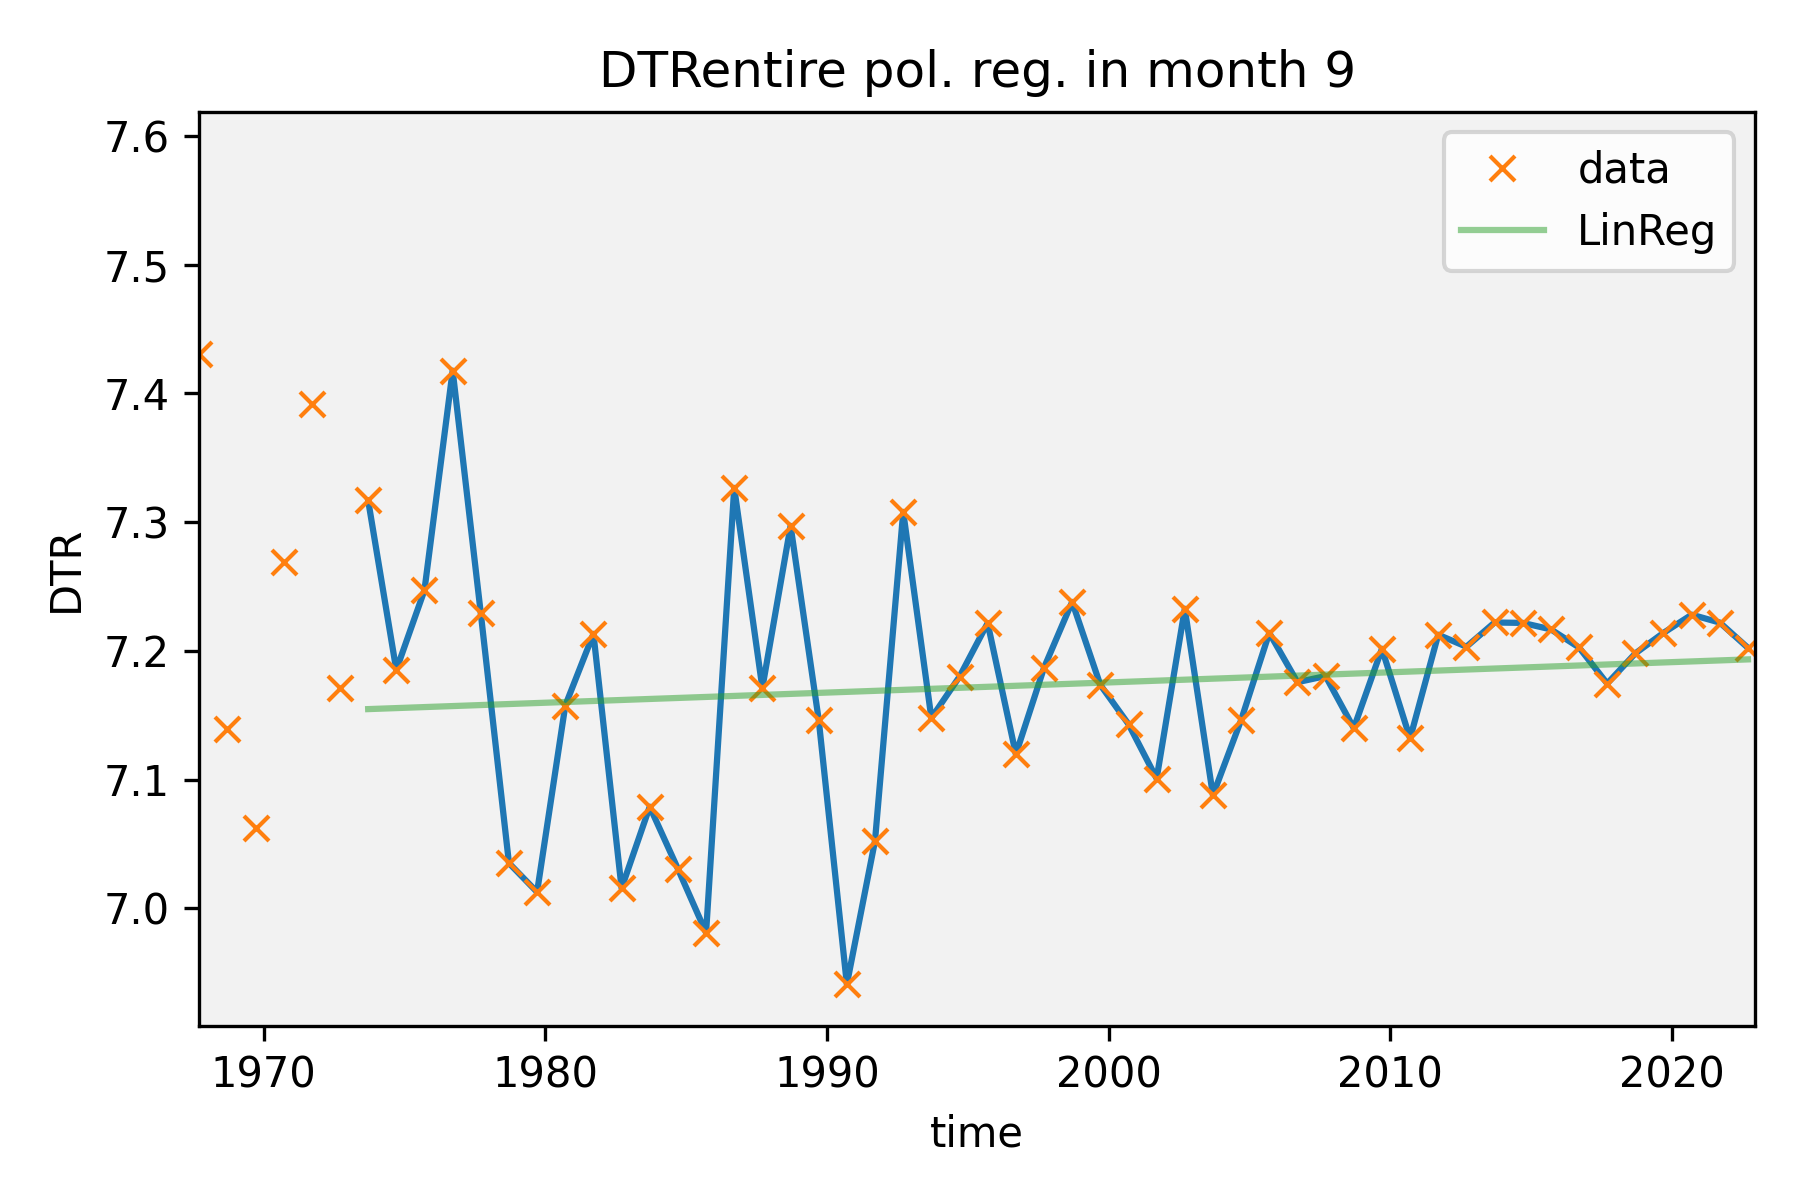 DTRentire pol. reg. in month 9
7.6
7.5
7.4
7.3
7.2
7.1
7.0
DTR
data
LinReg
1970 1980 1990 2000 2010 2020
time